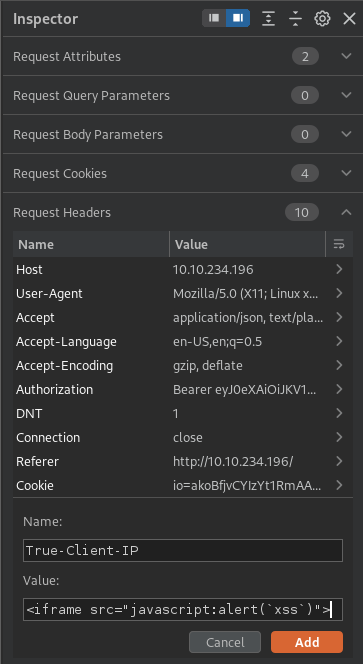 Inspector
Request Attributes 2
Request Query Parameters 0
Request Body Parameters 0
Request Cookies 4
Request Headers 10
Name Value
Host 10.10.234.196
User-Agent Mozilla/5.0 (X11; Linux x...
Accept application/json, text/pla...
Accept-Language en-US,en;q=0.5
Accept-Encoding gzip, deflate
Authorization Bearer eyJ0eXAiOiJKV1...
DNT 1
Connection close
Referer http://10.10.234.196/
Cookie io=akoBfjvCYIzYt1RmAA...
Name:
True-Client-IP
Value:
<iframe src="javascript:alert(`xss`)">
Cancel Add